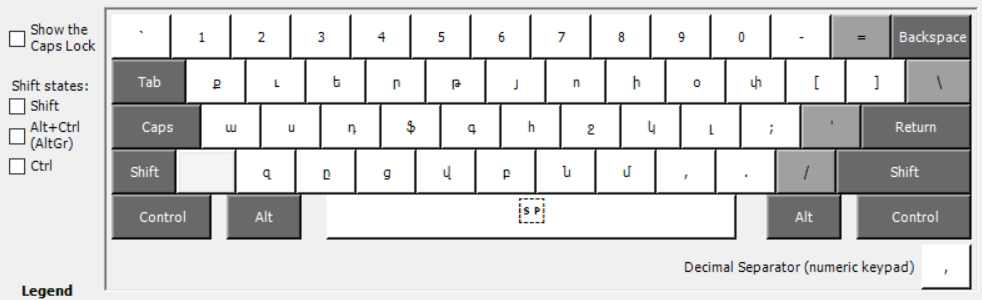 Show the Caps Lock
Shift states:
Shift
Alt+Ctrl (AltGr)
Ctrl
Legend
` 1 2 3 4 5 6 7 8 9 0 - = Backspace
Tab ք ւ ե ր թ յ ո ի օ փ [ ] \
Caps ա ս դ ֆ գ հ ջ կ լ ; ' Return
Shift զ ը ց վ բ ն մ , . / Shift
Control Alt SP Alt Control
Decimal Separator (numeric keypad) ,